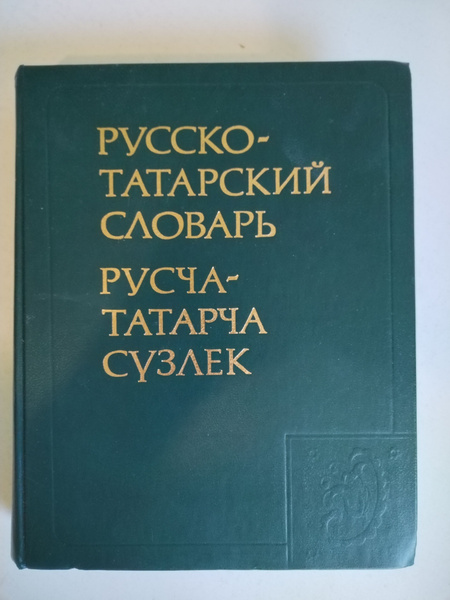 РУССКО-
ТАТАРСКИЙ
СЛОВАРЬ
РУСЧА-
ТАТАРЧА
СҮЗЛЕК